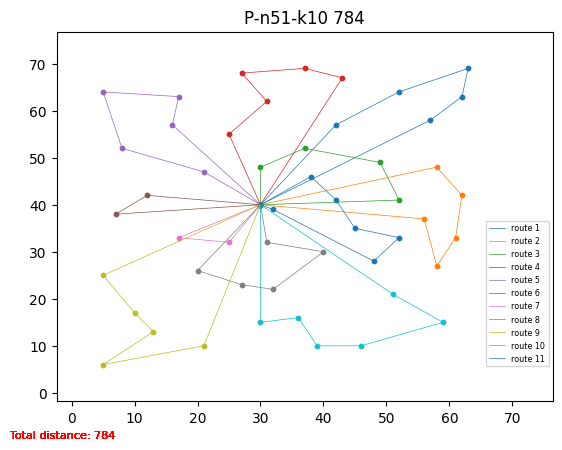 P-n51-k10 784
70
60
50
40
30
20
10
0
route 1
route 2
route 3
route 4
route 5
route 6
route 7
route 8
route 9
route 10
route 11
0 10 20 30 40 50 60 70
Total distance: 784